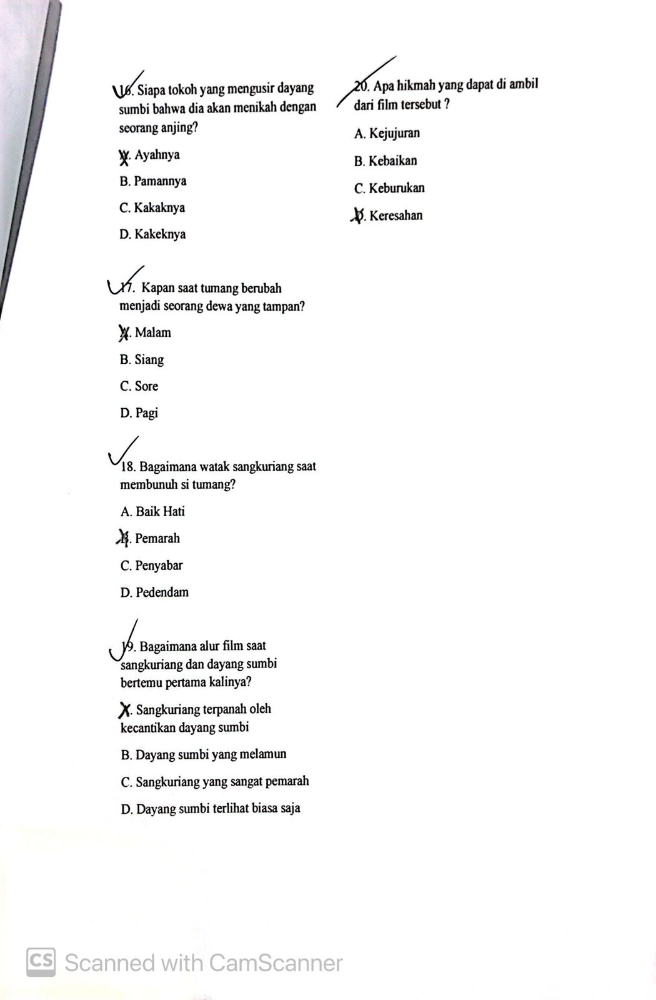 16. Siapa tokoh yang mengusir dayang
sumbi bahwa dia akan menikah dengan
seorang anjing?
A. Ayahnya
B. Pamannya
C. Kakaknya
D. Kakeknya
17. Kapan saat tumang berubah
menjadi seorang dewa yang tampan?
A. Malam
B. Siang
C. Sore
D. Pagi
18. Bagaimana watak sangkuriang saat
membunuh si tumang?
A. Baik Hati
B. Pemarah
C. Penyabar
D. Pedendam
19. Bagaimana alur film saat
sangkuriang dan dayang sumbi
bertemu pertama kalinya?
A. Sangkuriang terpanah oleh
kecantikan dayang sumbi
B. Dayang sumbi yang melamun
C. Sangkuriang yang sangat pemarah
D. Dayang sumbi terlihat biasa saja
20. Apa hikmah yang dapat di ambil
dari film tersebut ?
A. Kejujuran
B. Kebaikan
C. Keburukan
D. Keresahan
CS Scanned with CamScanner